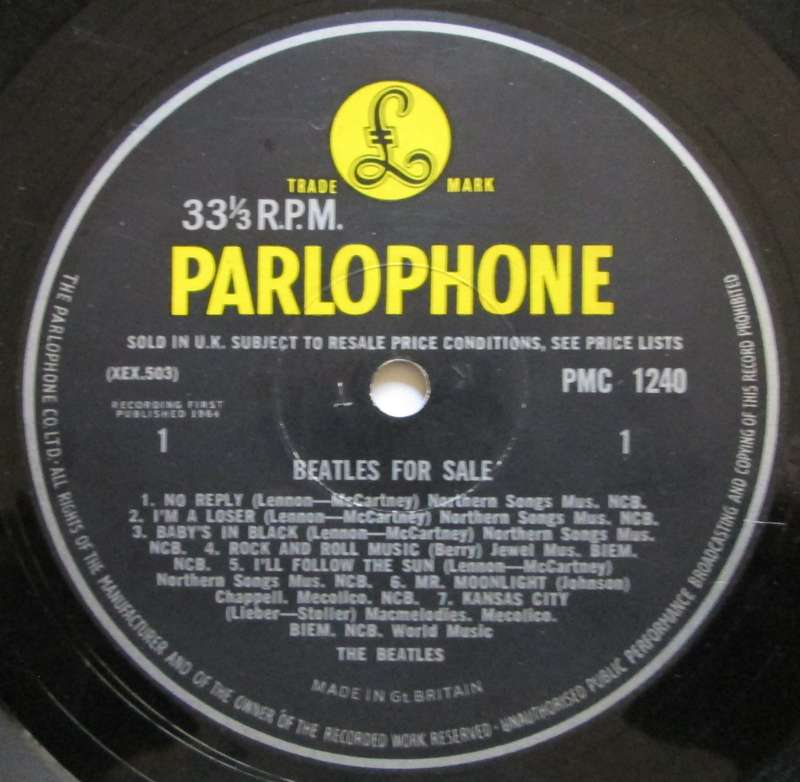 £
TRADE MARK
33⅓ R.P.M.
PARLOPHONE
SOLD IN U.K. SUBJECT TO RESALE PRICE CONDITIONS, SEE PRICE LISTS
(XEX.503) PMC 1240
RECORDING FIRST
PUBLISHED 1964
1 1
BEATLES FOR SALE
1. NO REPLY (Lennon—McCartney) Northern Songs Mus. NCB.
2. I'M A LOSER (Lennon—McCartney) Northern Songs Mus. NCB.
3. BABY'S IN BLACK (Lennon—McCartney) Northern Songs Mus.
NCB. 4. ROCK AND ROLL MUSIC (Berry) Jewel Mus. BIEM.
NCB. 5. I'LL FOLLOW THE SUN (Lennon—McCartney)
Northern Songs Mus. NCB. 6. MR. MOONLIGHT (Johnson)
Chappell. Mecolico. NCB. 7. KANSAS CITY
(Lieber—Stoller) Macmelodies. Mecolico.
BIEM. NCB. World Music
THE BEATLES
MADE IN Gt. BRITAIN
THE PARLOPHONE CO. LTD · ALL RIGHTS OF THE MANUFACTURER AND OF THE OWNER OF THE RECORDED WORK RESERVED · UNAUTHORISED PUBLIC PERFORMANCE BROADCASTING AND COPYING OF THIS RECORD PROHIBITED